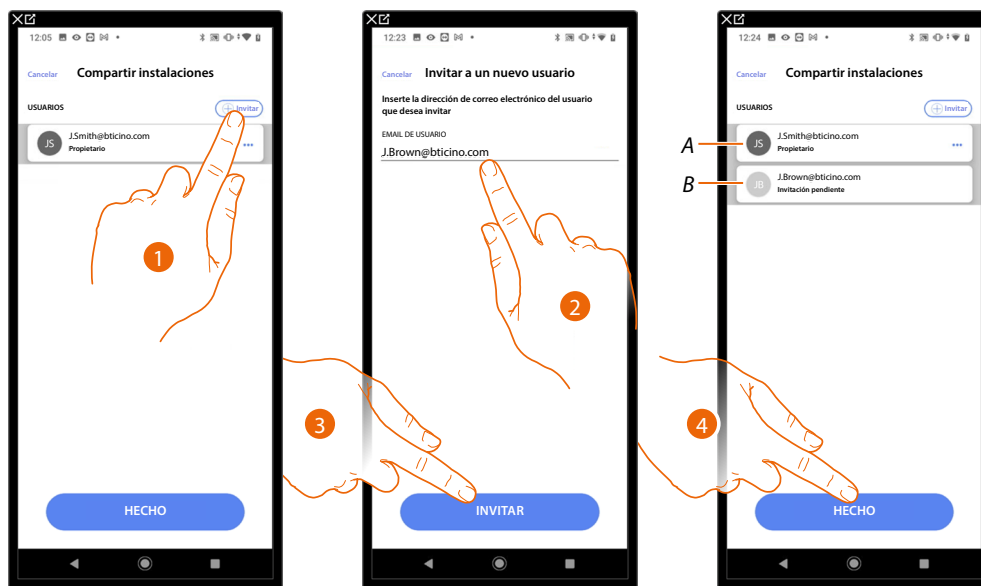 12:05
Cancelar Compartir instalaciones
USUARIOS
Invitar
JS
J.Smith@bticino.com
Propietario
1
HECHO
12:23
Cancelar Invitar a un nuevo usuario
Inserte la dirección de correo electrónico del usuario
que desea invitar
EMAIL DE USUARIO
J.Brown@bticino.com
2
3
INVITAR
12:24
Cancelar Compartir instalaciones
USUARIOS
Invitar
A
JS
J.Smith@bticino.com
Propietario
B
JB
J.Brown@bticino.com
Invitación pendiente
4
HECHO